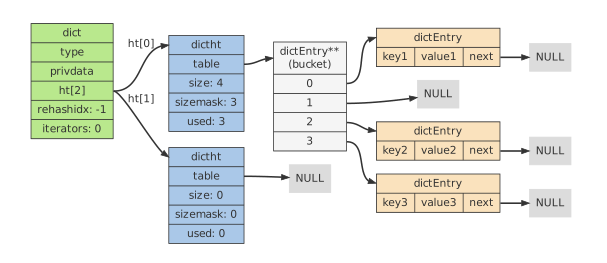 dict
type
privdata
ht[2]
rehashidx: -1
iterators: 0
ht[0]
ht[1]
dictht
table
size: 4
sizemask: 3
used: 3
dictht
table
size: 0
sizemask: 0
used: 0
NULL
dictEntry**
(bucket)
0
1
2
3
dictEntry
key1 value1 next
NULL
NULL
dictEntry
key2 value2 next
NULL
dictEntry
key3 value3 next
NULL